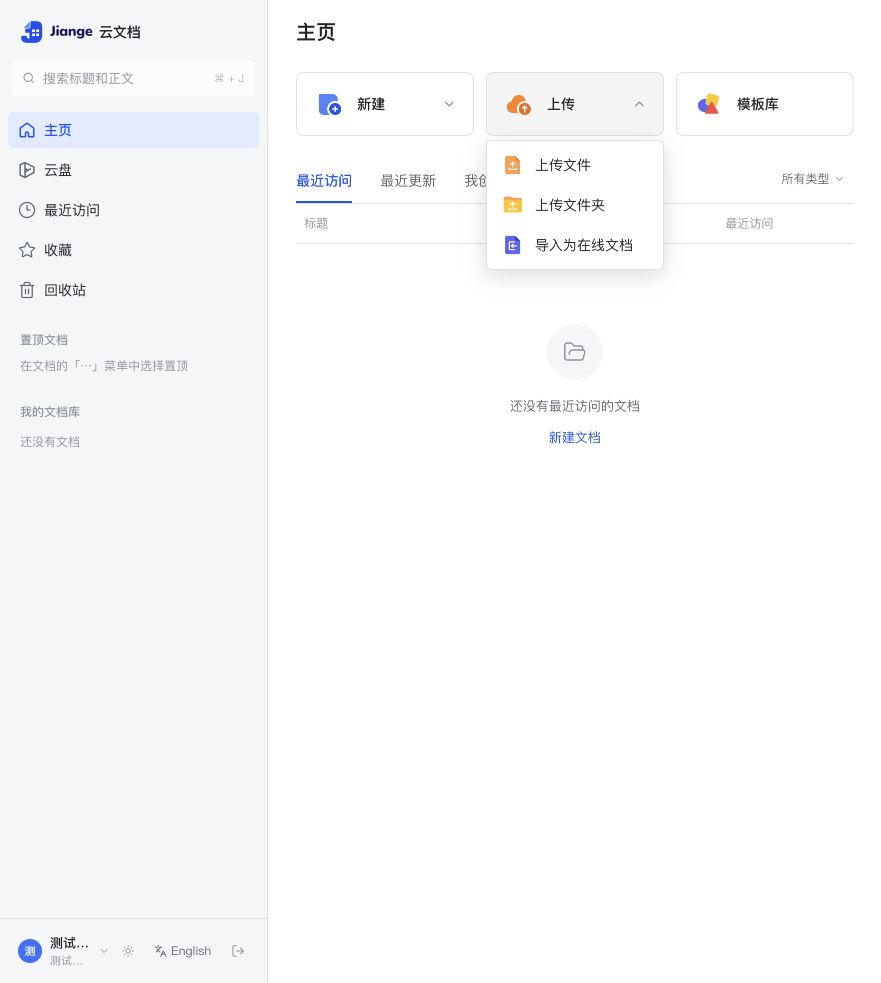 Jiange 云文档
搜索标题和正文 ⌘ + J
主页
云盘
最近访问
收藏
回收站
置顶文档
在文档的「···」菜单中选择置顶
我的文档库
还没有文档
测 测试...
测试...
English
主页
新建 上传 模板库
上传文件
上传文件夹
导入为在线文档
最近访问 最近更新 我创 所有类型
标题 最近访问
还没有最近访问的文档
新建文档